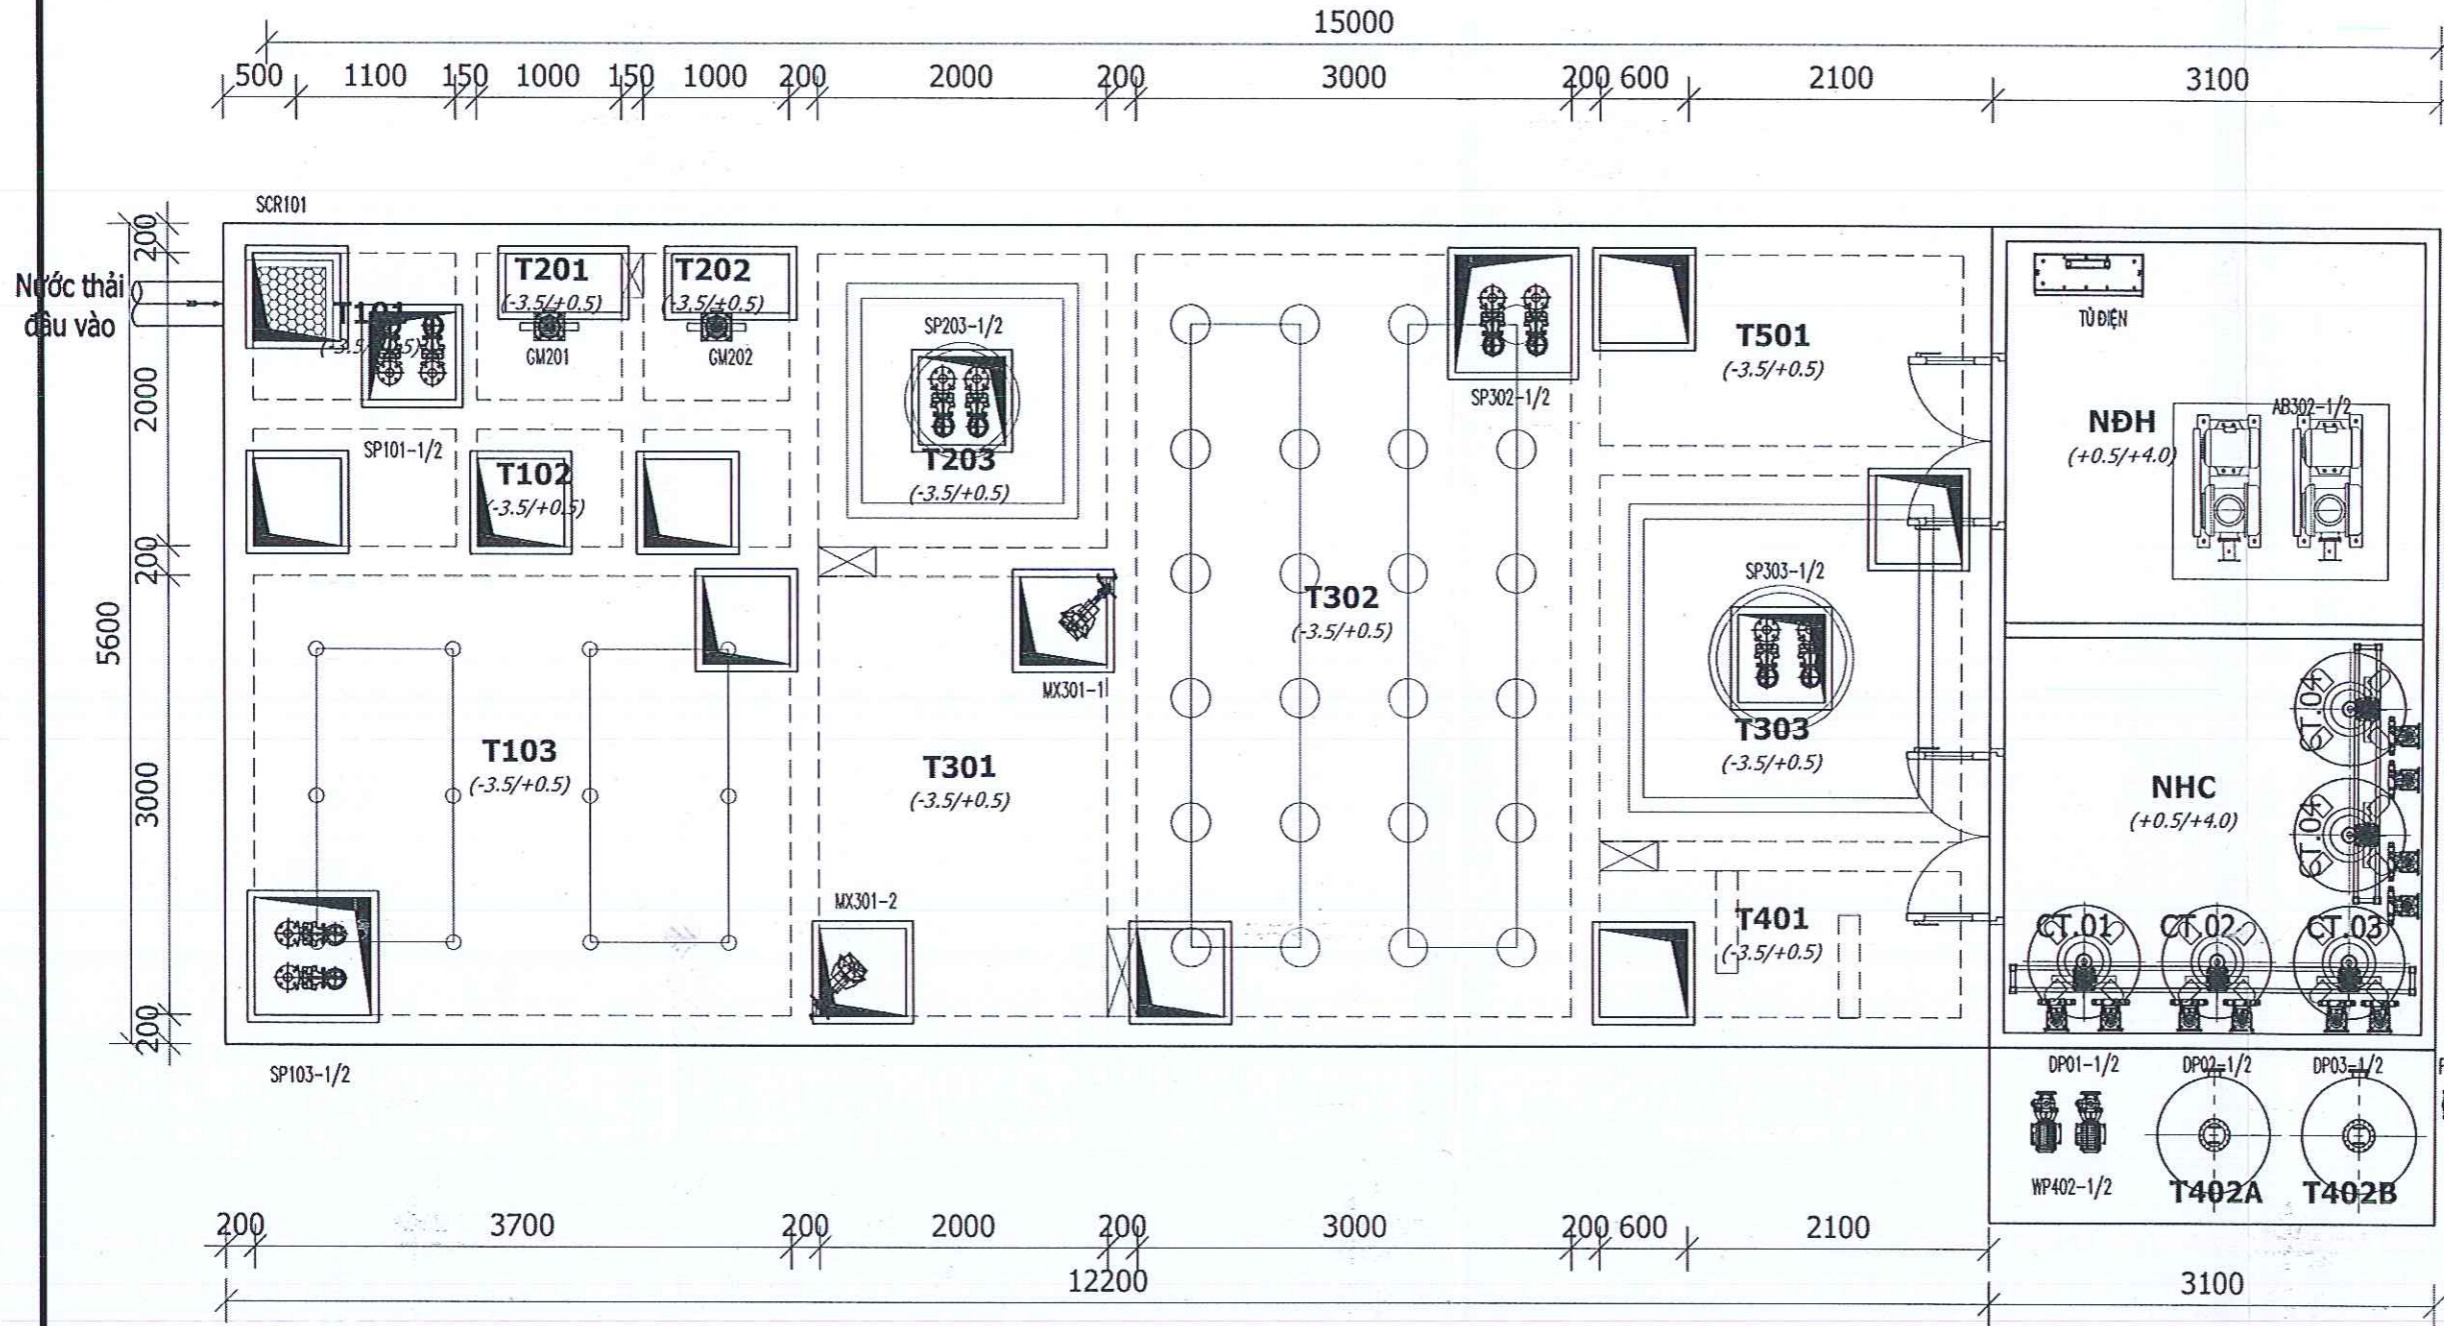 15000
500 1100 150 1000 150 1000 200 2000 200 3000 200 600 2100 3100
SCR101
200
2000
200
5600
3000
200
Nước thải
đầu vào
T101
T201
(-3.5/+0.5)
GM201
T202
(-3.5/+0.5)
GM202
SP101-1/2
T102
(-3.5/+0.5)
SP203-1/2
T203
(-3.5/+0.5)
SP302-1/2
T501
(-3.5/+0.5)
TỦ ĐIỆN
NĐH
(+0.5/+4.0)
AB302-1/2
T302
(-3.5/+0.5)
SP303-1/2
T303
(-3.5/+0.5)
MX301-1
T103
(-3.5/+0.5)
T301
(-3.5/+0.5)
NHC
(+0.5/+4.0)
CT.04
CT.04
MX301-2
T401
(-3.5/+0.5)
CT.01 CT.02 CT.03
SP103-1/2
DP01-1/2 DP02-1/2 DP03-1/2
WP402-1/2
T402A T402B
200 3700 200 2000 200 3000 200 600 2100
12200 3100